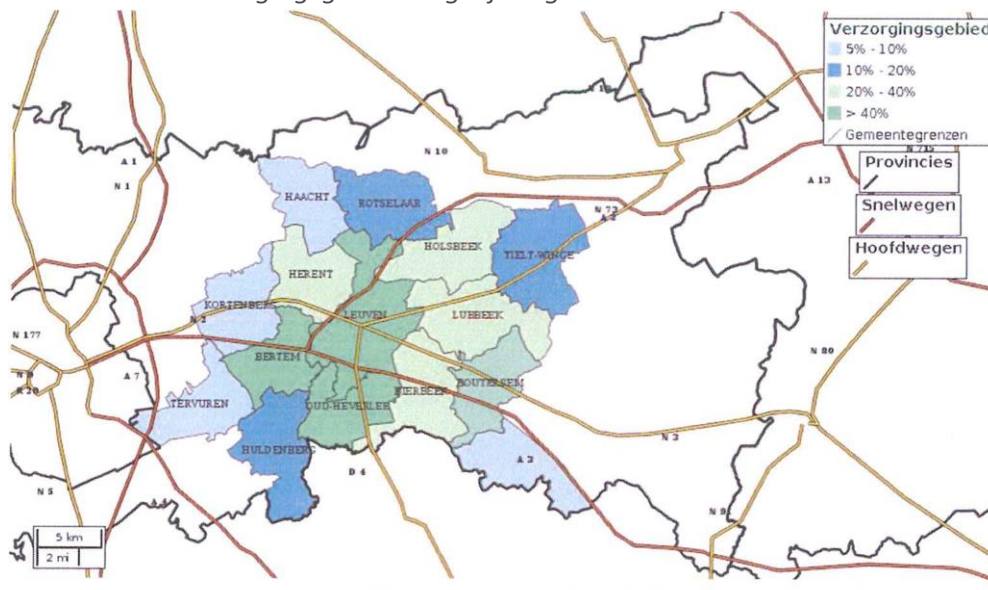 Verzorgingsgebied
5% - 10%
10% - 20%
20% - 40%
> 40%
Gemeentegrenzen
Provincies
Snelwegen
Hoofdwegen
A 1
N 1
N 10
N 715
A 13
HAACHT
ROTSELAAR
N 73
A 2
HOLSBEEK
TIELT-WINGE
HERENT
KORTENBERG
N 2
LEUVEN
LUBBEEK
N 177
BERTEM
N 80
A 7
BOUTERSEM
BIERBEEK
TERVUREN
OUD-HEVERLEE
HULDENBERG
N 3
A 3
D 4
N 5
A 4
N 9
5 km
2 mi